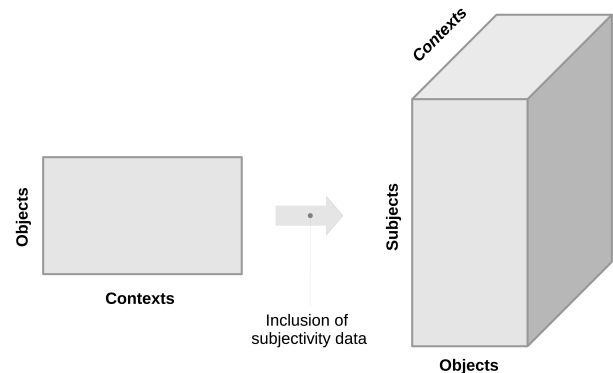 Objects
Contexts
Inclusion of
subjectivity data
Contexts
Subjects
Objects